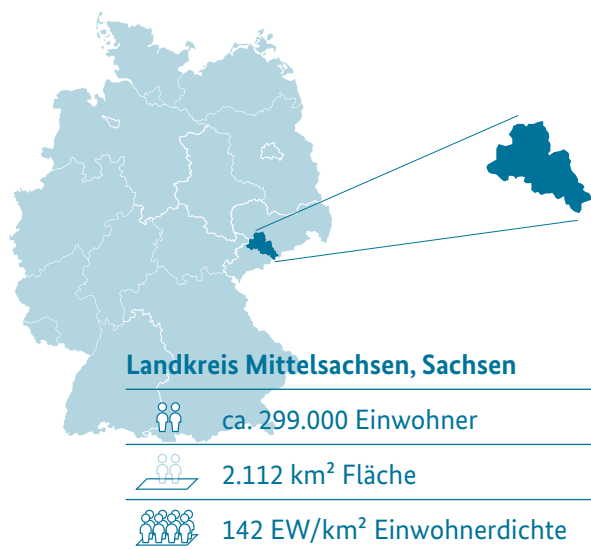 Landkreis Mittelsachsen, Sachsen
ca. 299.000 Einwohner
2.112 km² Fläche
142 EW/km² Einwohnerdichte